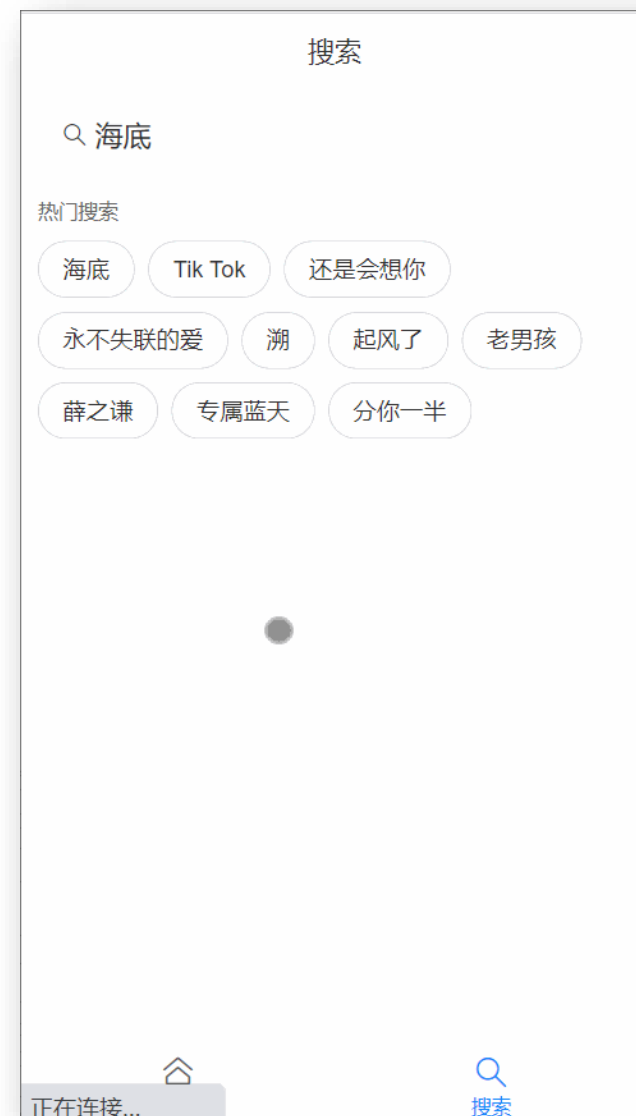 搜索
海底
热门搜索
海底 Tik Tok 还是会想你
永不失联的爱 溯 起风了 老男孩
薛之谦 专属蓝天 分你一半
正在连接... 搜索